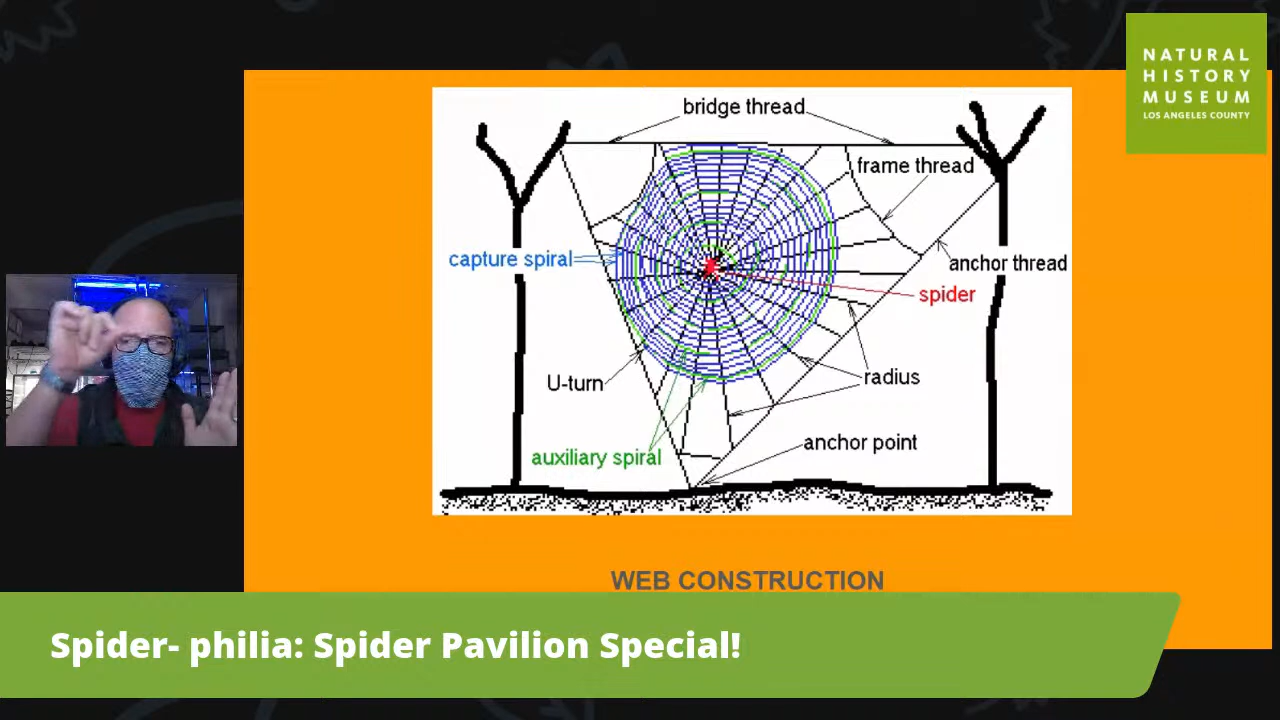 NATURAL
HISTORY
MUSEUM
LOS ANGELES COUNTY
bridge thread
frame thread
capture spiral
anchor thread
spider
U-turn
radius
anchor point
auxiliary spiral
WEB CONSTRUCTION
Spider- philia: Spider Pavilion Special!